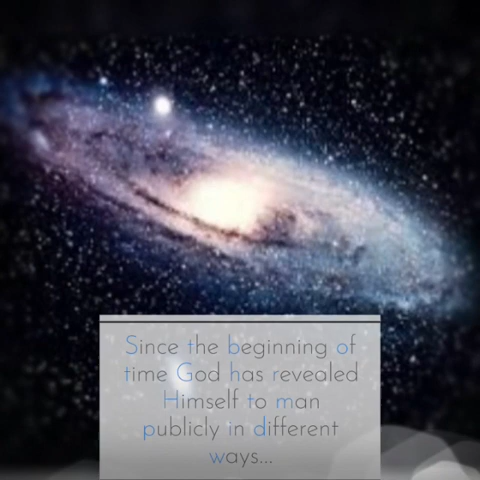 Since the beginning of
time God has revealed
Himself to man
publicly in different
ways...